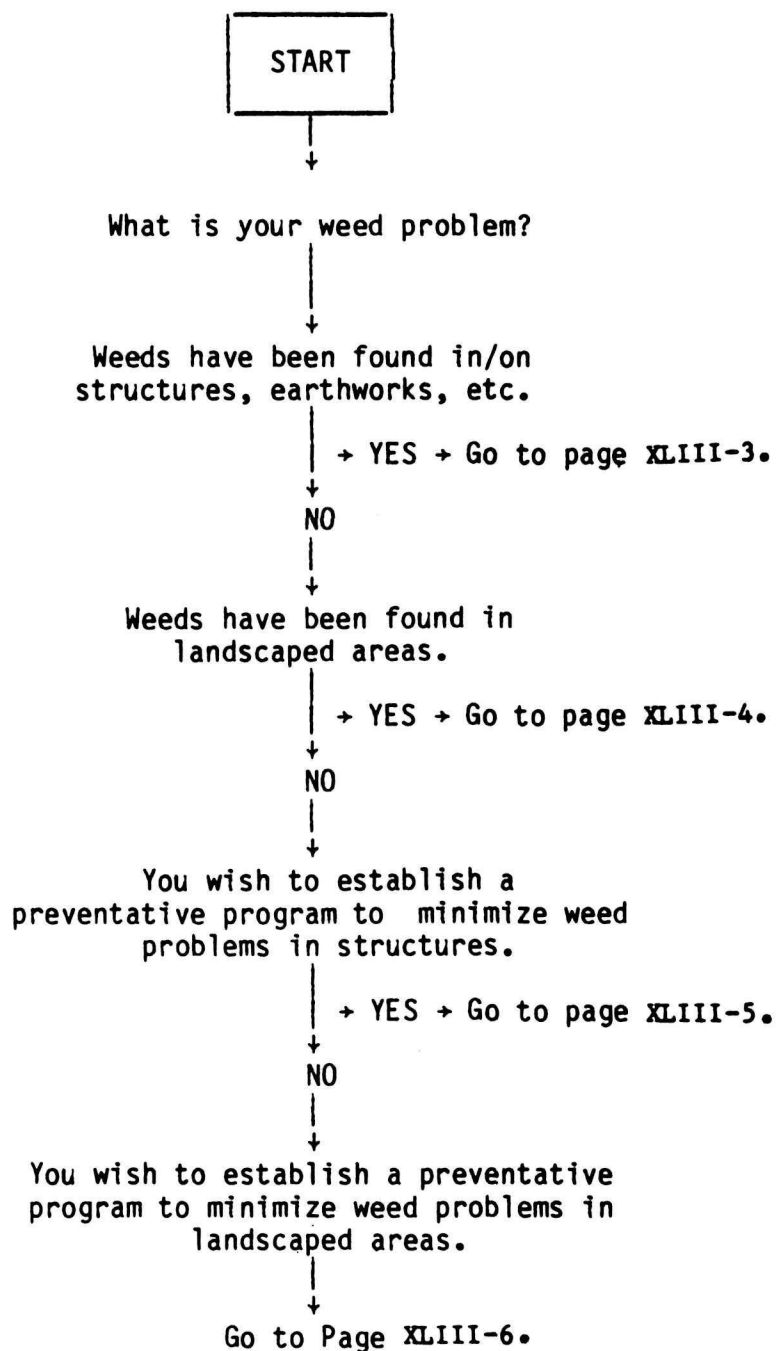 START
What is your weed problem?
Weeds have been found in/on
structures, earthworks, etc.
→ YES → Go to page XLIII-3.
NO
Weeds have been found in
landscaped areas.
→ YES → Go to page XLIII-4.
NO
You wish to establish a
preventative program to minimize weed
problems in structures.
→ YES → Go to page XLIII-5.
NO
You wish to establish a preventative
program to minimize weed problems in
landscaped areas.
Go to Page XLIII-6.